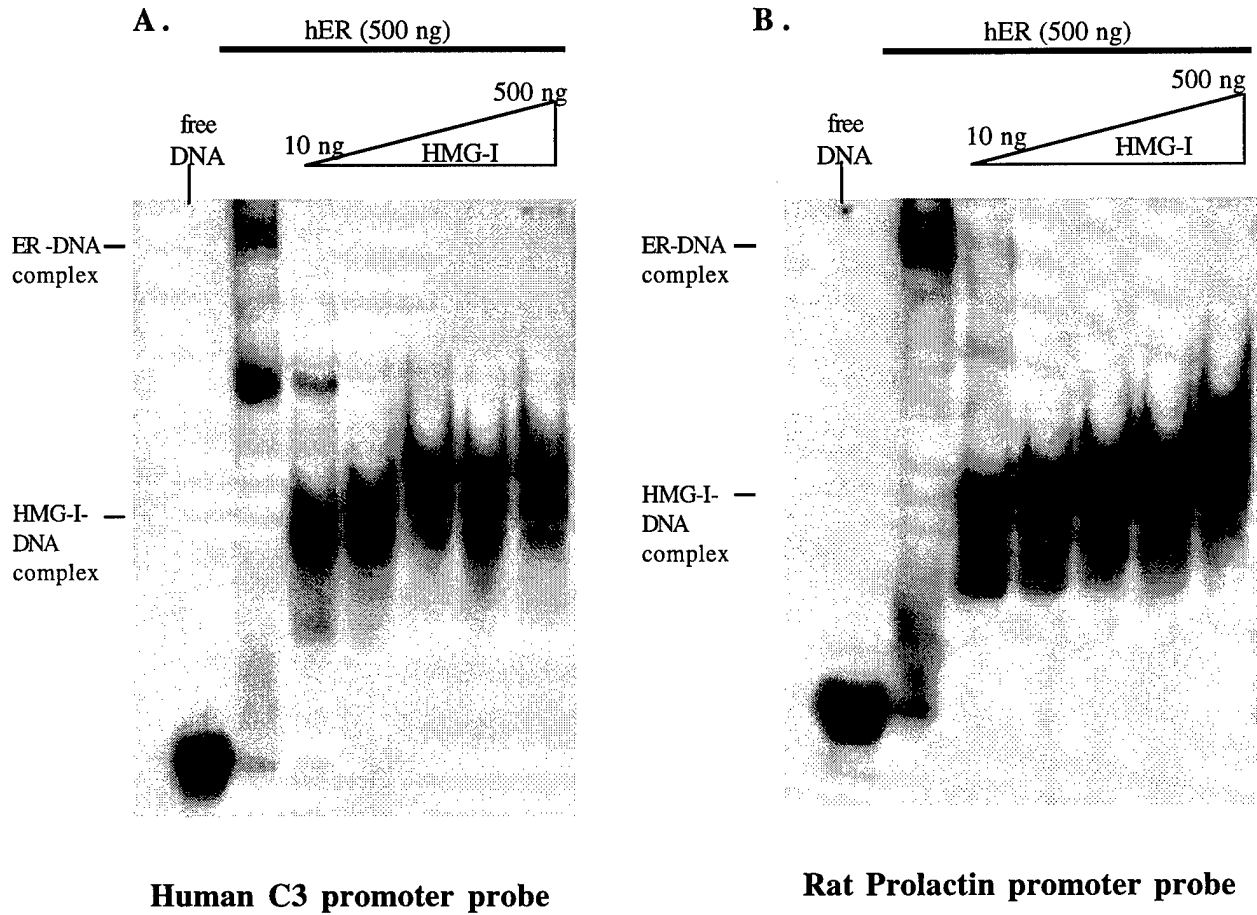 A.
hER (500 ng)
500 ng
free
DNA
10 ng
HMG-I
ER -DNA
complex
HMG-I-
DNA
complex
Human C3 promoter probe
B.
hER (500 ng)
500 ng
free
DNA
10 ng
HMG-I
ER-DNA
complex
HMG-I-
DNA
complex
Rat Prolactin promoter probe